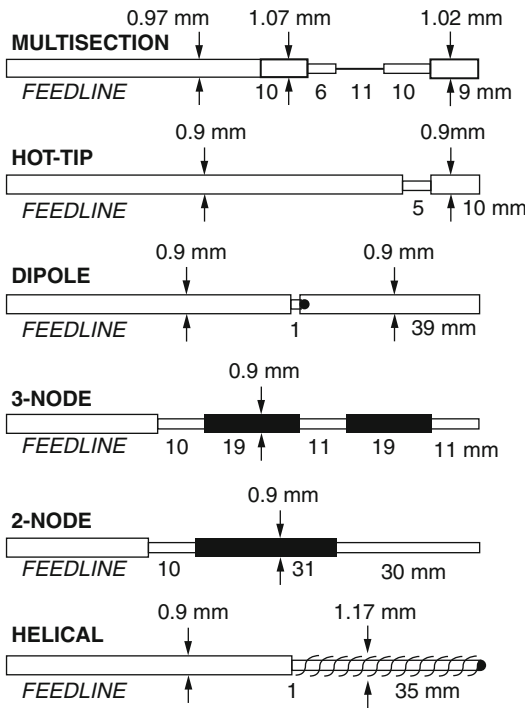 0.97 mm 1.07 mm 1.02 mm
MULTISECTION
FEEDLINE 10 6 11 10 9 mm
0.9 mm 0.9mm
HOT-TIP
FEEDLINE 5 10 mm
0.9 mm 0.9 mm
DIPOLE
FEEDLINE 1 39 mm
0.9 mm
3-NODE
FEEDLINE 10 19 11 19 11 mm
0.9 mm
2-NODE
FEEDLINE 10 31 30 mm
0.9 mm 1.17 mm
HELICAL
FEEDLINE 1 35 mm